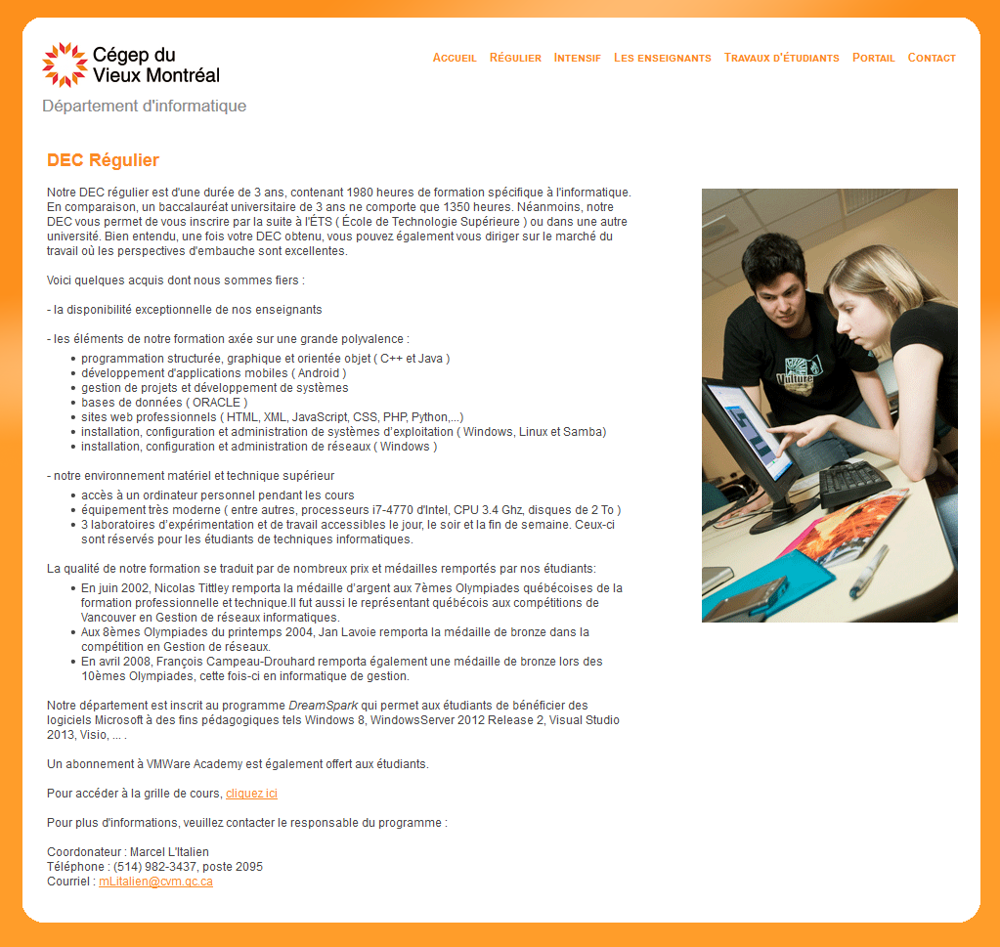 Cégep du
Vieux Montréal
Département d'informatique
Accueil Régulier Intensif Les enseignants Travaux d'étudiants Portail Contact
DEC Régulier
Notre DEC régulier est d'une durée de 3 ans, contenant 1980 heures de formation spécifique à l'informatique.
En comparaison, un baccalauréat universitaire de 3 ans ne comporte que 1350 heures. Néanmoins, notre
DEC vous permet de vous inscrire par la suite à l'ÉTS ( École de Technologie Supérieure ) ou dans une autre
université. Bien entendu, une fois votre DEC obtenu, vous pouvez également vous diriger sur le marché du
travail où les perspectives d'embauche sont excellentes.
Voici quelques acquis dont nous sommes fiers :
- la disponibilité exceptionnelle de nos enseignants
- les éléments de notre formation axée sur une grande polyvalence :
• programmation structurée, graphique et orientée objet ( C++ et Java )
• développement d'applications mobiles ( Android )
• gestion de projets et développement de systèmes
• bases de données ( ORACLE )
• sites web professionnels ( HTML, XML, JavaScript, CSS, PHP, Python,...)
• installation, configuration et administration de systèmes d'exploitation ( Windows, Linux et Samba)
• installation, configuration et administration de réseaux ( Windows )
- notre environnement matériel et technique supérieur
• accès à un ordinateur personnel pendant les cours
• équipement très moderne ( entre autres, processeurs i7-4770 d'Intel, CPU 3.4 Ghz, disques de 2 To )
• 3 laboratoires d'expérimentation et de travail accessibles le jour, le soir et la fin de semaine. Ceux-ci
sont réservés pour les étudiants de techniques informatiques.
La qualité de notre formation se traduit par de nombreux prix et médailles remportés par nos étudiants:
• En juin 2002, Nicolas Tittley remporta la médaille d'argent aux 7èmes Olympiades québécoises de la
formation professionnelle et technique.Il fut aussi le représentant québécois aux compétitions de
Vancouver en Gestion de réseaux informatiques.
• Aux 8èmes Olympiades du printemps 2004, Jan Lavoie remporta la médaille de bronze dans la
compétition en Gestion de réseaux.
• En avril 2008, François Campeau-Drouhard remporta également une médaille de bronze lors des
10èmes Olympiades, cette fois-ci en informatique de gestion.
Notre département est inscrit au programme DreamSpark qui permet aux étudiants de bénéficier des
logiciels Microsoft à des fins pédagogiques tels Windows 8, WindowsServer 2012 Release 2, Visual Studio
2013, Visio, ... .
Un abonnement à VMWare Academy est également offert aux étudiants.
Pour accéder à la grille de cours, cliquez ici
Pour plus d'informations, veuillez contacter le responsable du programme :
Coordonateur : Marcel L'Italien
Téléphone : (514) 982-3437, poste 2095
Courriel : mLitalien@cvm.qc.ca
Vulture